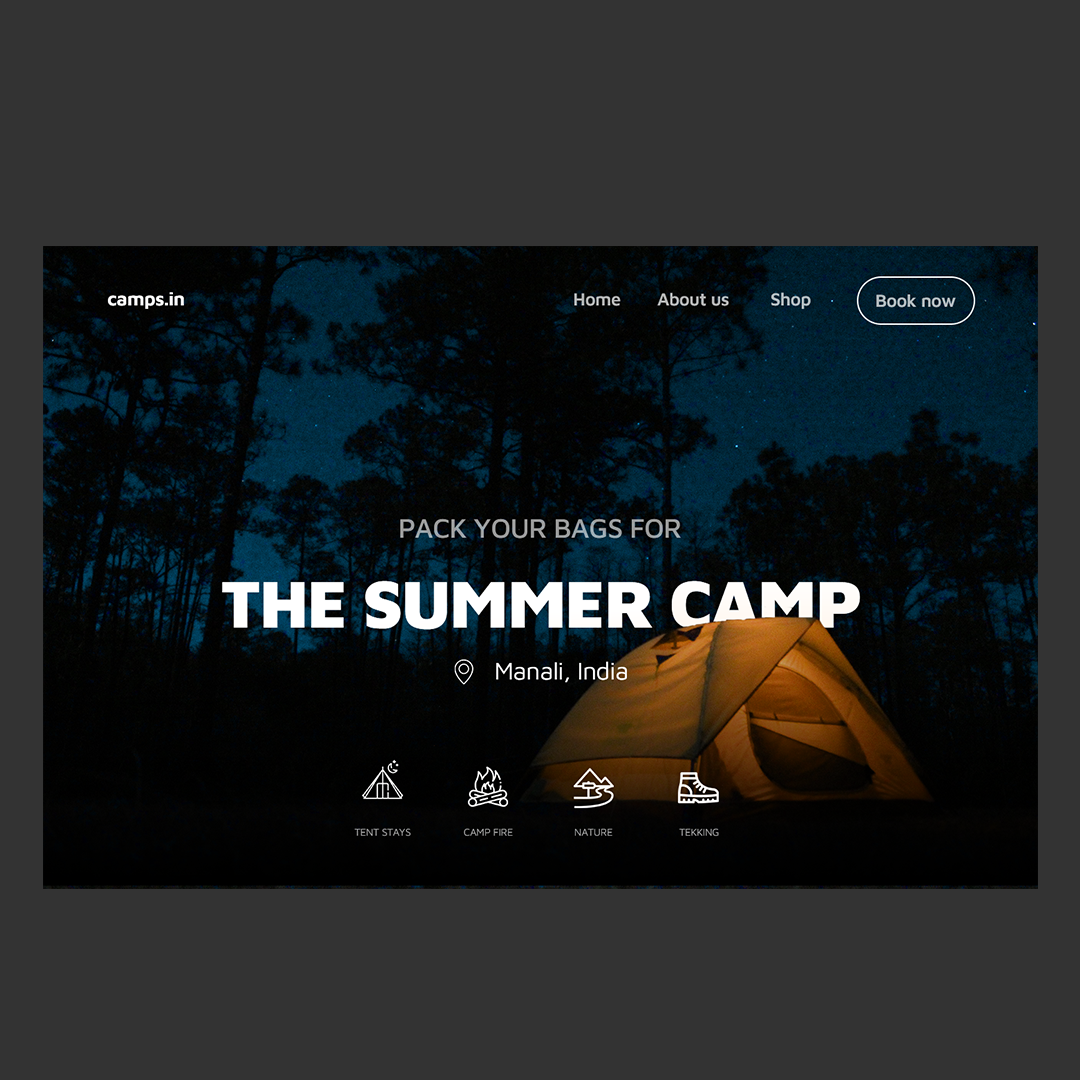 camps.in
Home About us Shop Book now
PACK YOUR BAGS FOR
THE SUMMER CAMP
Manali, India
TENT STAYS CAMP FIRE NATURE TEKKING